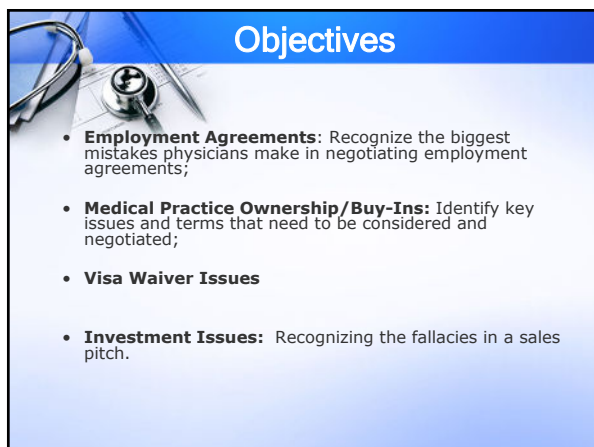 Objectives
• Employment Agreements: Recognize the biggest
mistakes physicians make in negotiating employment
agreements;
• Medical Practice Ownership/Buy-Ins: Identify key
issues and terms that need to be considered and
negotiated;
• Visa Waiver Issues
• Investment Issues: Recognizing the fallacies in a sales
pitch.